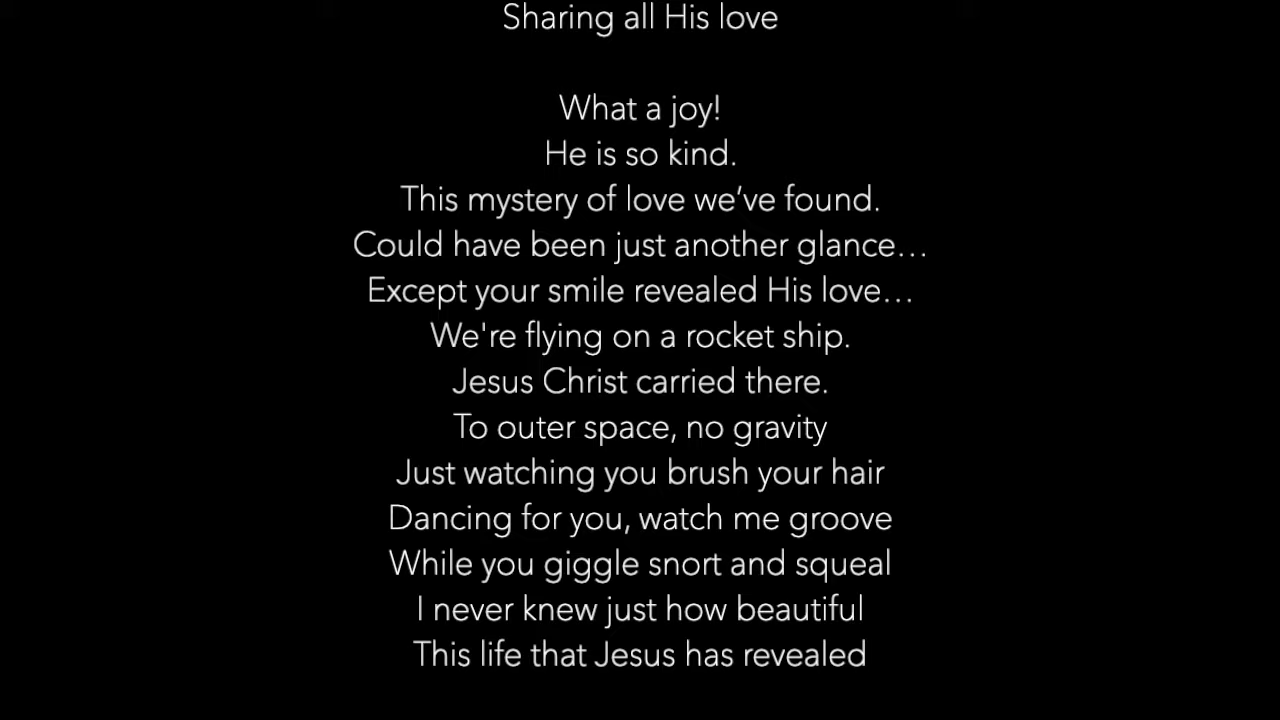 Sharing all His love
What a joy!
He is so kind.
This mystery of love we’ve found.
Could have been just another glance…
Except your smile revealed His love…
We're flying on a rocket ship.
Jesus Christ carried there.
To outer space, no gravity
Just watching you brush your hair
Dancing for you, watch me groove
While you giggle snort and squeal
I never knew just how beautiful
This life that Jesus has revealed